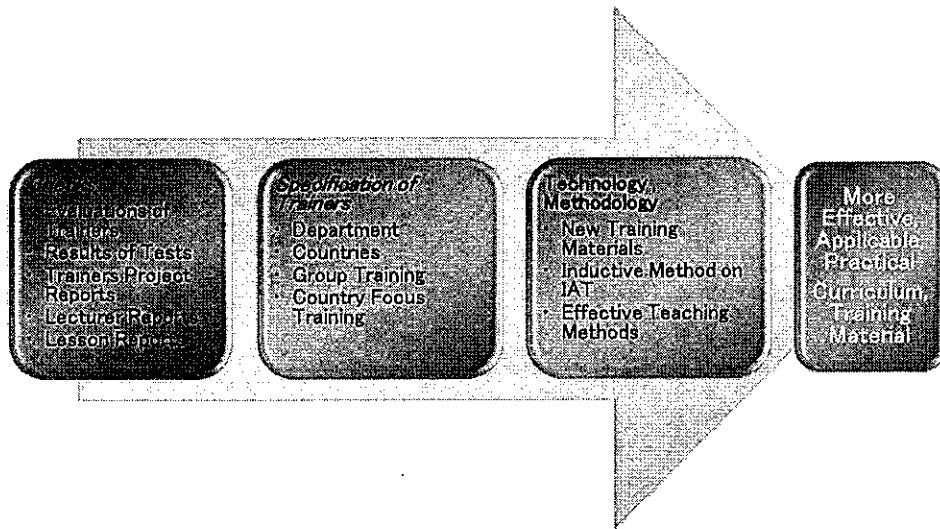 Evaluations of
Trainers
Results of Tests
Trainers Project
Reports
Lecturer Reports
Lesson Reports
Specification of
Trainers
Department
Countries
Group Training
Country Focus
Training
Technology,
Methodology
New Training
Materials
Inductive Method on
IAT
Effective Teaching
Methods
More
Effective,
Applicable,
Practical
Curriculum,
Training
Material